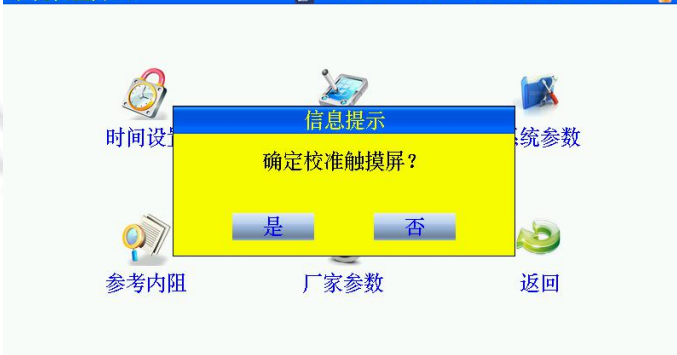 信息提示
时间设
统参数
确定校准触摸屏？
是
否
参考内阻
厂家参数
返回